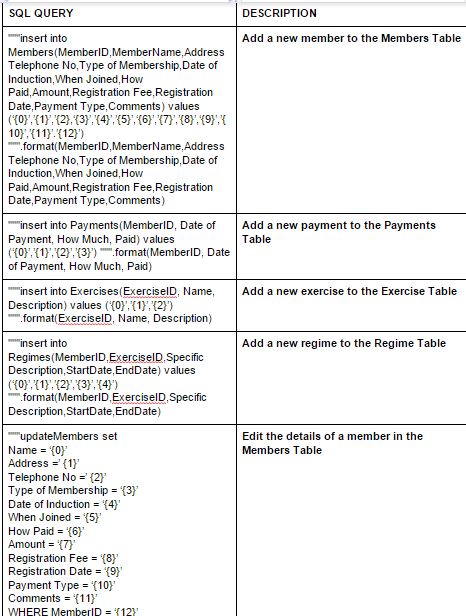 SQL QUERY
DESCRIPTION
"""insert into
Members(MemberID,MemberName,Address
Telephone No,Type of Membership,Date of
Induction,When Joined,How
Paid,Amount,Registration Fee,Registration
Date,Payment Type,Comments) values
('{0}','{1}','{2},'{3}','{4}','{5}','{6}','{7}','{8}','{9}','{
10}','{11}'.'{12}')
""".format(MemberID,MemberName,Address
Telephone No,Type of Membership,Date of
Induction,When Joined,How
Paid,Amount,Registration Fee,Registration
Date,Payment Type,Comments)
Add a new member to the Members Table
"""insert into Payments(MemberID, Date of
Payment, How Much, Paid) values
('{0}','{1}','{2}','{3}') """.format(MemberID, Date
of Payment, How Much, Paid)
Add a new payment to the Payments
Table
"""insert into Exercises(ExerciseID, Name,
Description) values ('{0}','{1}','{2}')
""".format(ExerciseID, Name, Description)
Add a new exercise to the Exercise Table
"""insert into
Regimes(MemberID,ExerciseID,Specific
Description,StartDate,EndDate) values
('{0}','{1}','{2}','{3}','{4}')
""".format(MemberID,ExerciseID,Specific
Description,StartDate,EndDate)
Add a new regime to the Regime Table
"""updateMembers set
Name = '{0}'
Address =' {1}'
Telephone No =' {2}'
Type of Membership = '{3}'
Date of Induction = '{4}'
When Joined = '{5}'
How Paid = '{6}'
Amount = '{7}'
Registration Fee = '{8}'
Registration Date = '{9}'
Payment Type = '{10}'
Comments = '{11}'
WHERE MemberID = '{12}'
Edit the details of a member in the
Members Table